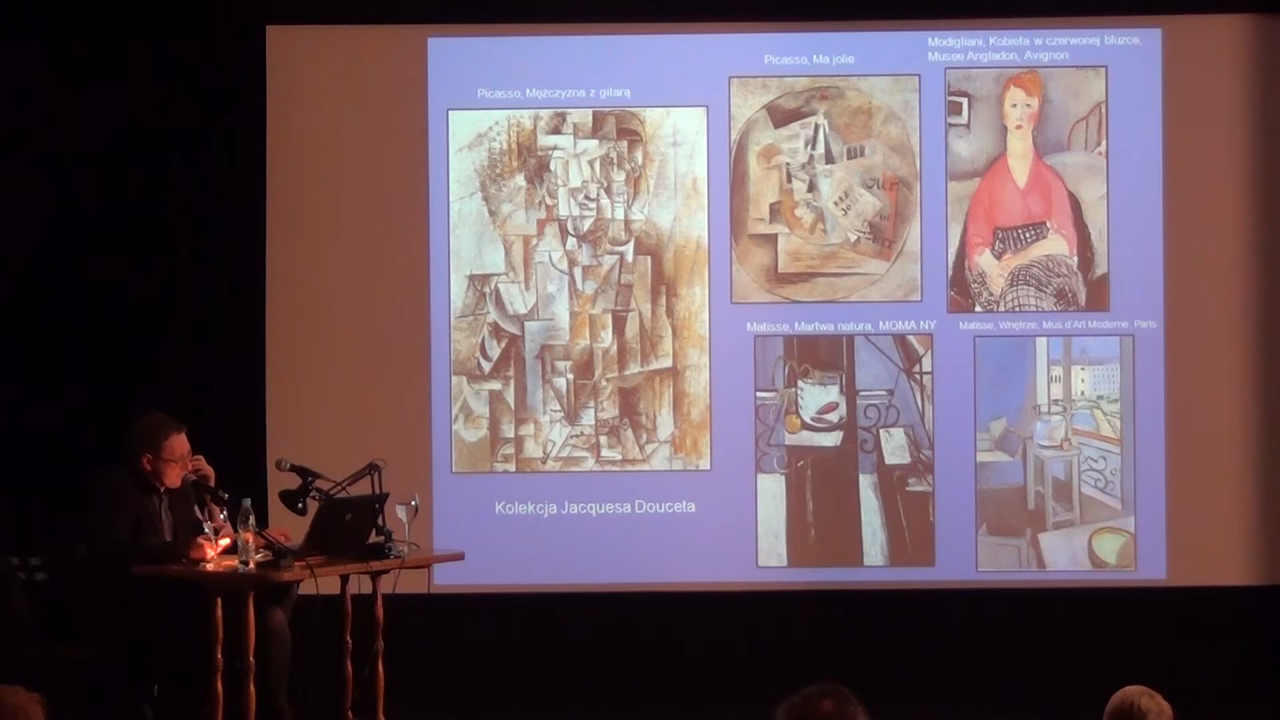 Picasso, Mężczyzna z gitarą
Picasso, Ma jolie
Modigliani, Kobieta w czerwonej bluzce,
Musee Angladon, Avignon
Matisse, Martwa natura, MOMA NY
Matisse, Wnętrze, Mus.d'Art Moderne, Paris
Kolekcja Jacquesa Douceta